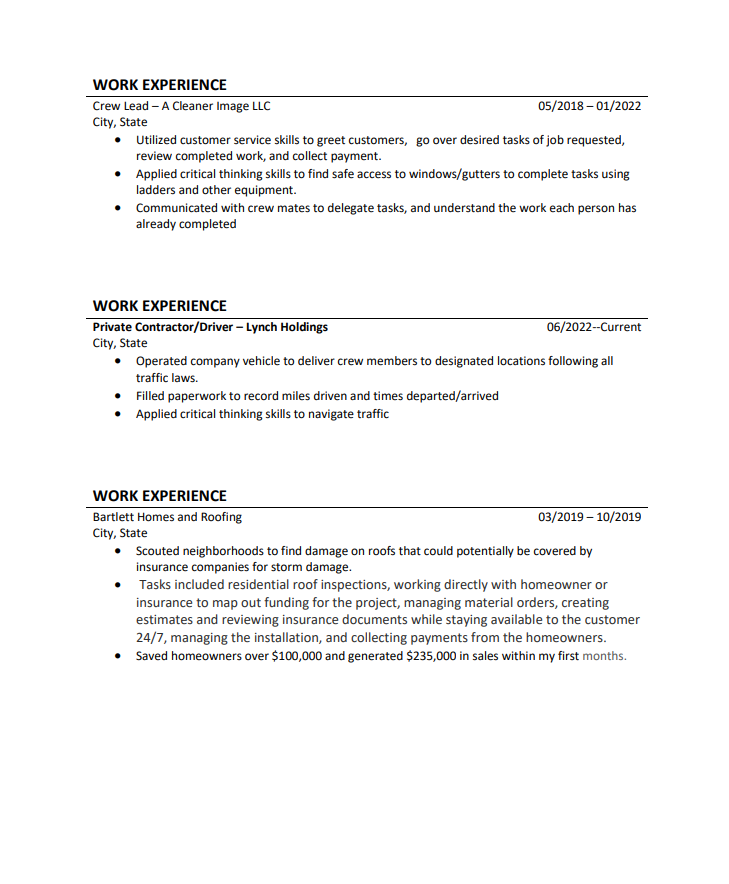 WORK EXPERIENCE
Crew Lead – A Cleaner Image LLC 05/2018 – 01/2022
City, State
• Utilized customer service skills to greet customers, go over desired tasks of job requested,
review completed work, and collect payment.
• Applied critical thinking skills to find safe access to windows/gutters to complete tasks using
ladders and other equipment.
• Communicated with crew mates to delegate tasks, and understand the work each person has
already completed
WORK EXPERIENCE
Private Contractor/Driver – Lynch Holdings 06/2022--Current
City, State
• Operated company vehicle to deliver crew members to designated locations following all
traffic laws.
• Filled paperwork to record miles driven and times departed/arrived
• Applied critical thinking skills to navigate traffic
WORK EXPERIENCE
Bartlett Homes and Roofing 03/2019 – 10/2019
City, State
• Scouted neighborhoods to find damage on roofs that could potentially be covered by
insurance companies for storm damage.
• Tasks included residential roof inspections, working directly with homeowner or
insurance to map out funding for the project, managing material orders, creating
estimates and reviewing insurance documents while staying available to the customer
24/7, managing the installation, and collecting payments from the homeowners.
• Saved homeowners over $100,000 and generated $235,000 in sales within my first months.